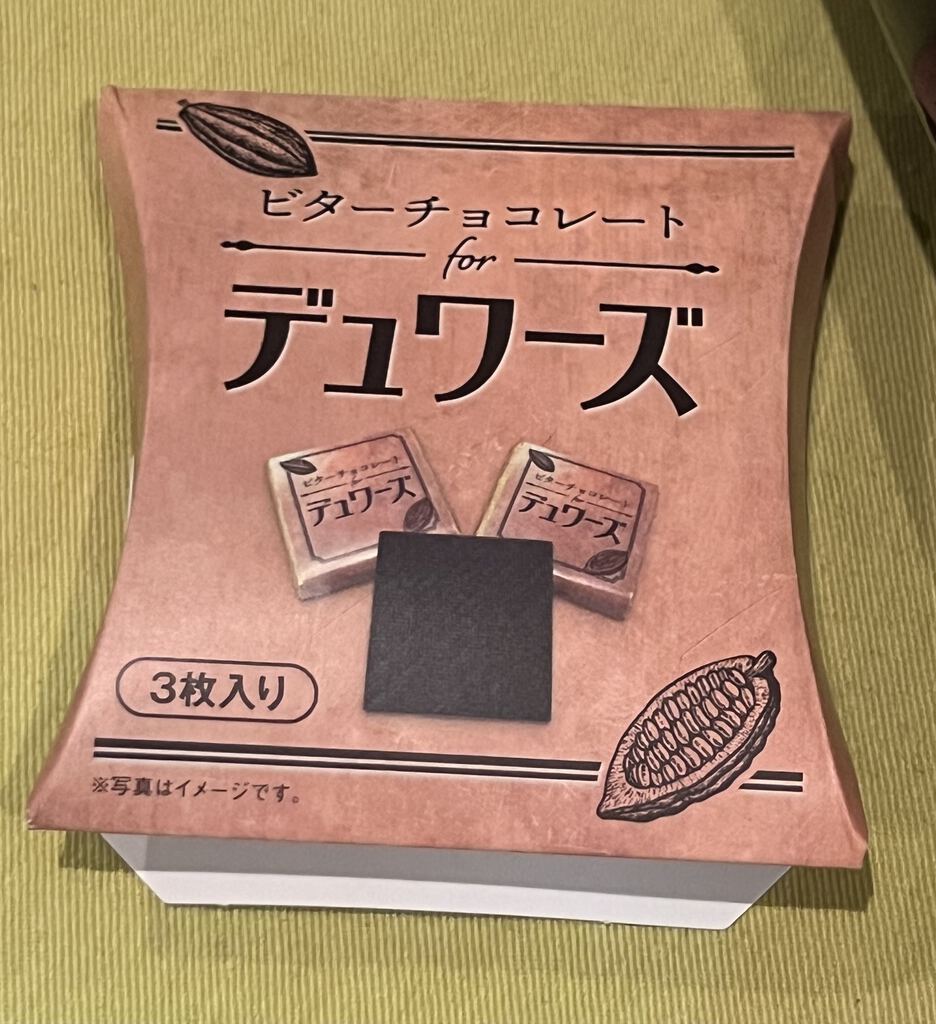 ビターチョコレート
for
デュワーズ
ビターチョコレート
デュワーズ
ビターチョコレート
デュワーズ
3枚入り
※写真はイメージです。